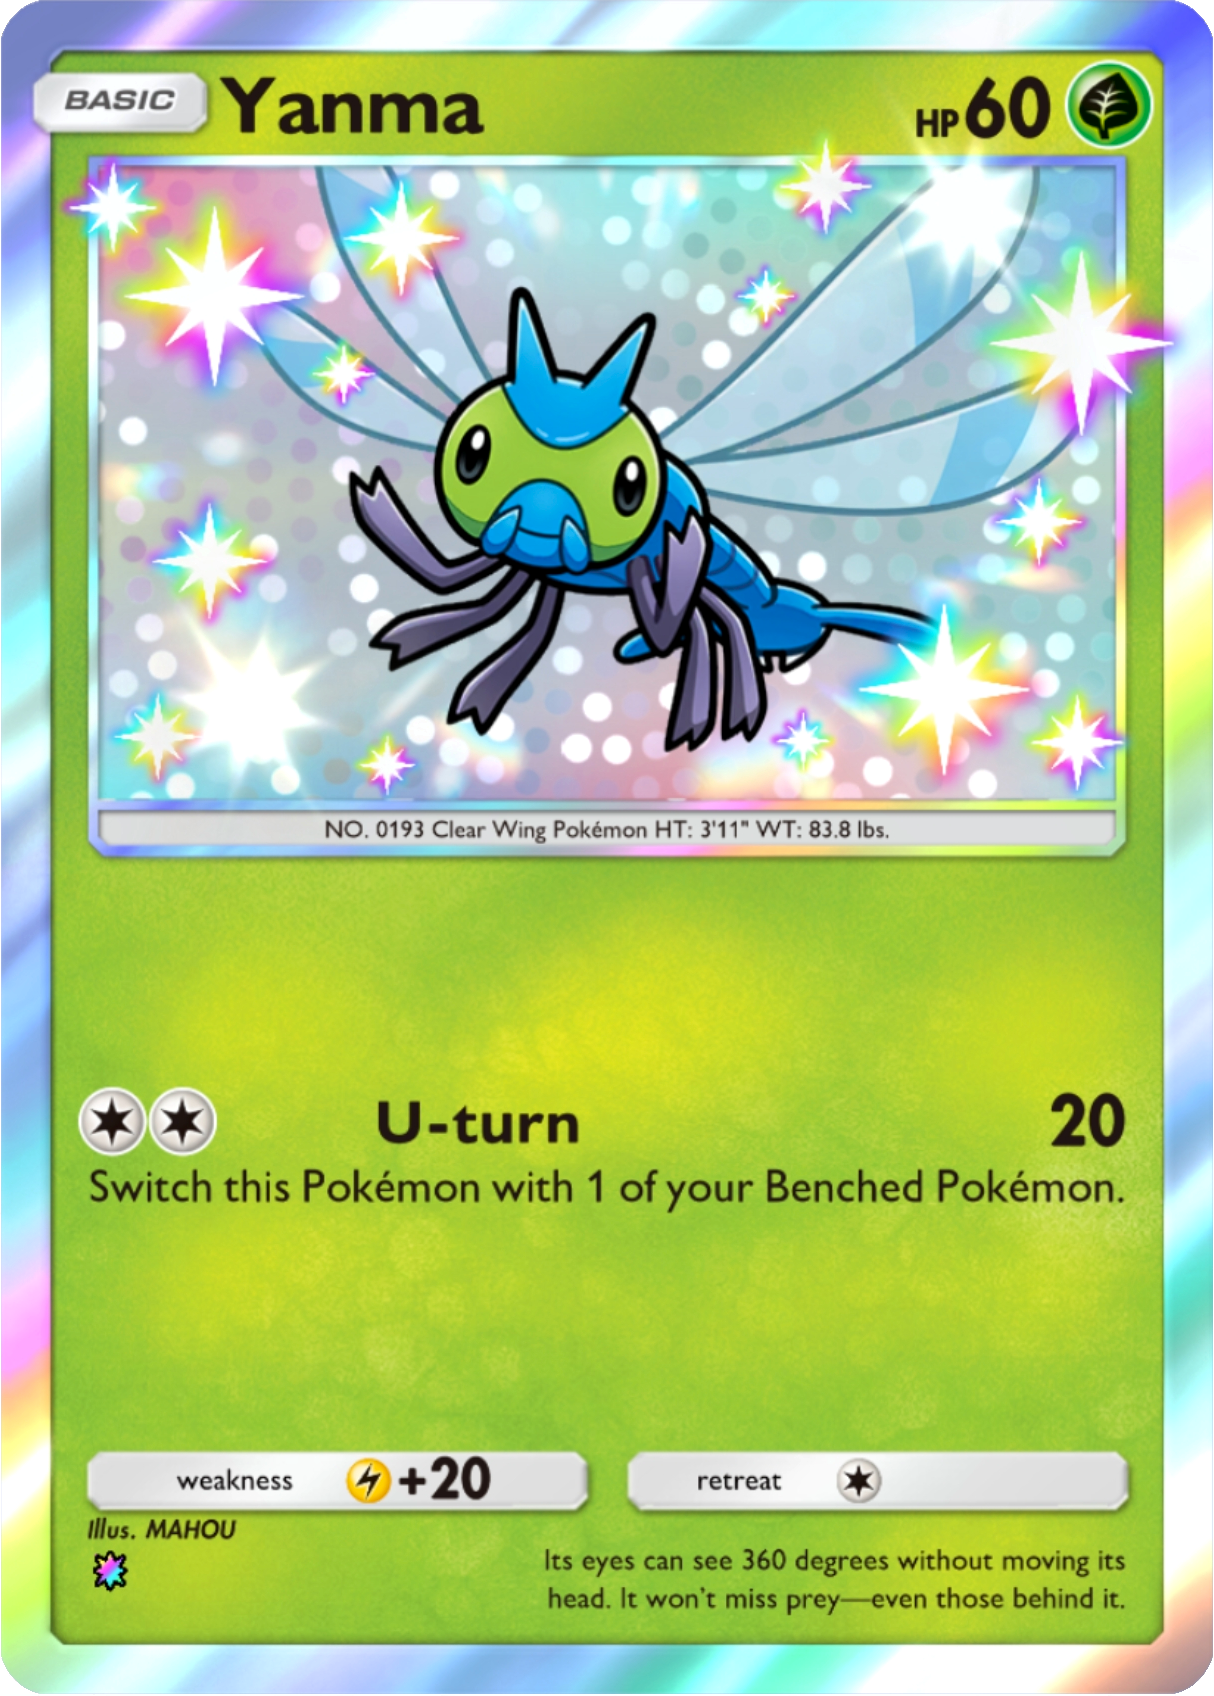 BASIC Yanma HP 60
NO. 0193 Clear Wing Pokémon HT: 3'11" WT: 83.8 lbs.
U-turn 20
Switch this Pokémon with 1 of your Benched Pokémon.
weakness +20 retreat
Illus. MAHOU
Its eyes can see 360 degrees without moving its
head. It won't miss prey—even those behind it.